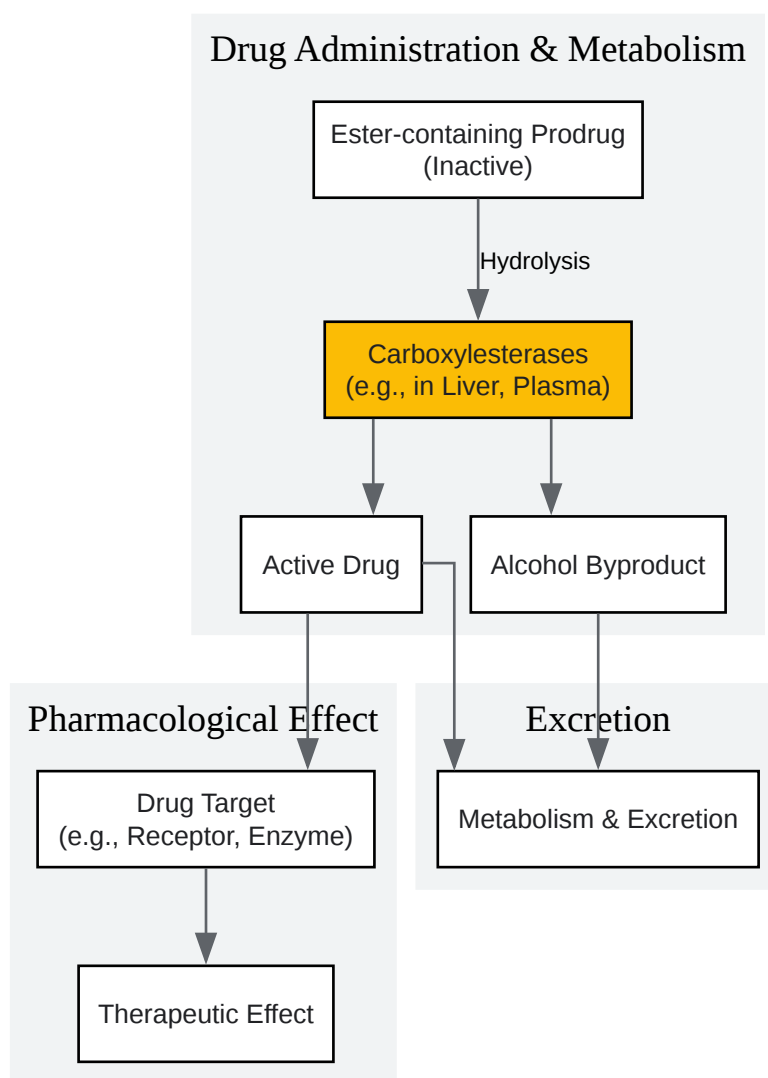 Drug Administration & Metabolism
Ester-containing Prodrug
(Inactive)
Hydrolysis
Carboxylesterases
(e.g., in Liver, Plasma)
Active Drug
Alcohol Byproduct
Pharmacological Effect
Excretion
Drug Target
(e.g., Receptor, Enzyme)
Metabolism & Excretion
Therapeutic Effect